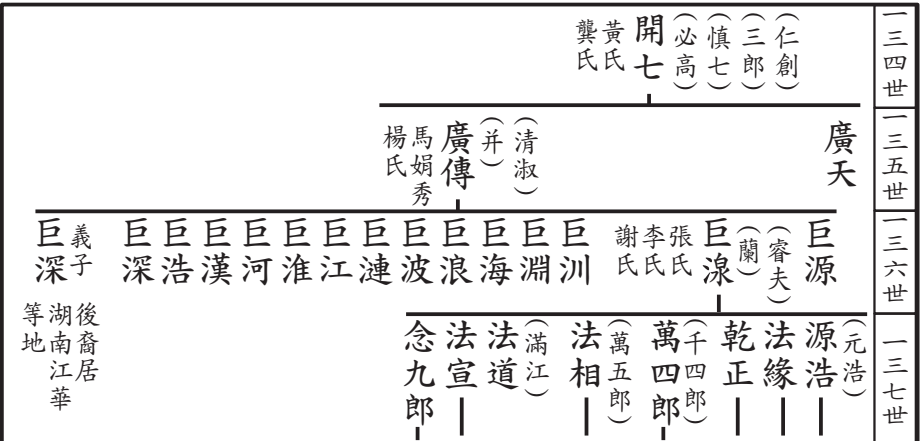 一三四世
(仁創)
(三郎)
(慎七)
(必高)
開七
黃氏
龔氏
一三五世
廣天
(清淑)
(并)
廣傳
馬娟秀
楊氏
一三六世
巨源
(睿夫)
(蘭)
巨湶
張氏
李氏
謝氏
巨汌
巨淵
巨海
巨浪
巨波
巨漣
巨江
巨淮
巨河
巨漢
巨浩
巨深
義子
巨深
後裔居
湖南江華
等地
一三七世
(元浩)
源浩
法緣
乾正
(千四郎)
萬四郎
(萬五郎)
法相
(滿江)
法道
法宣
念九郎